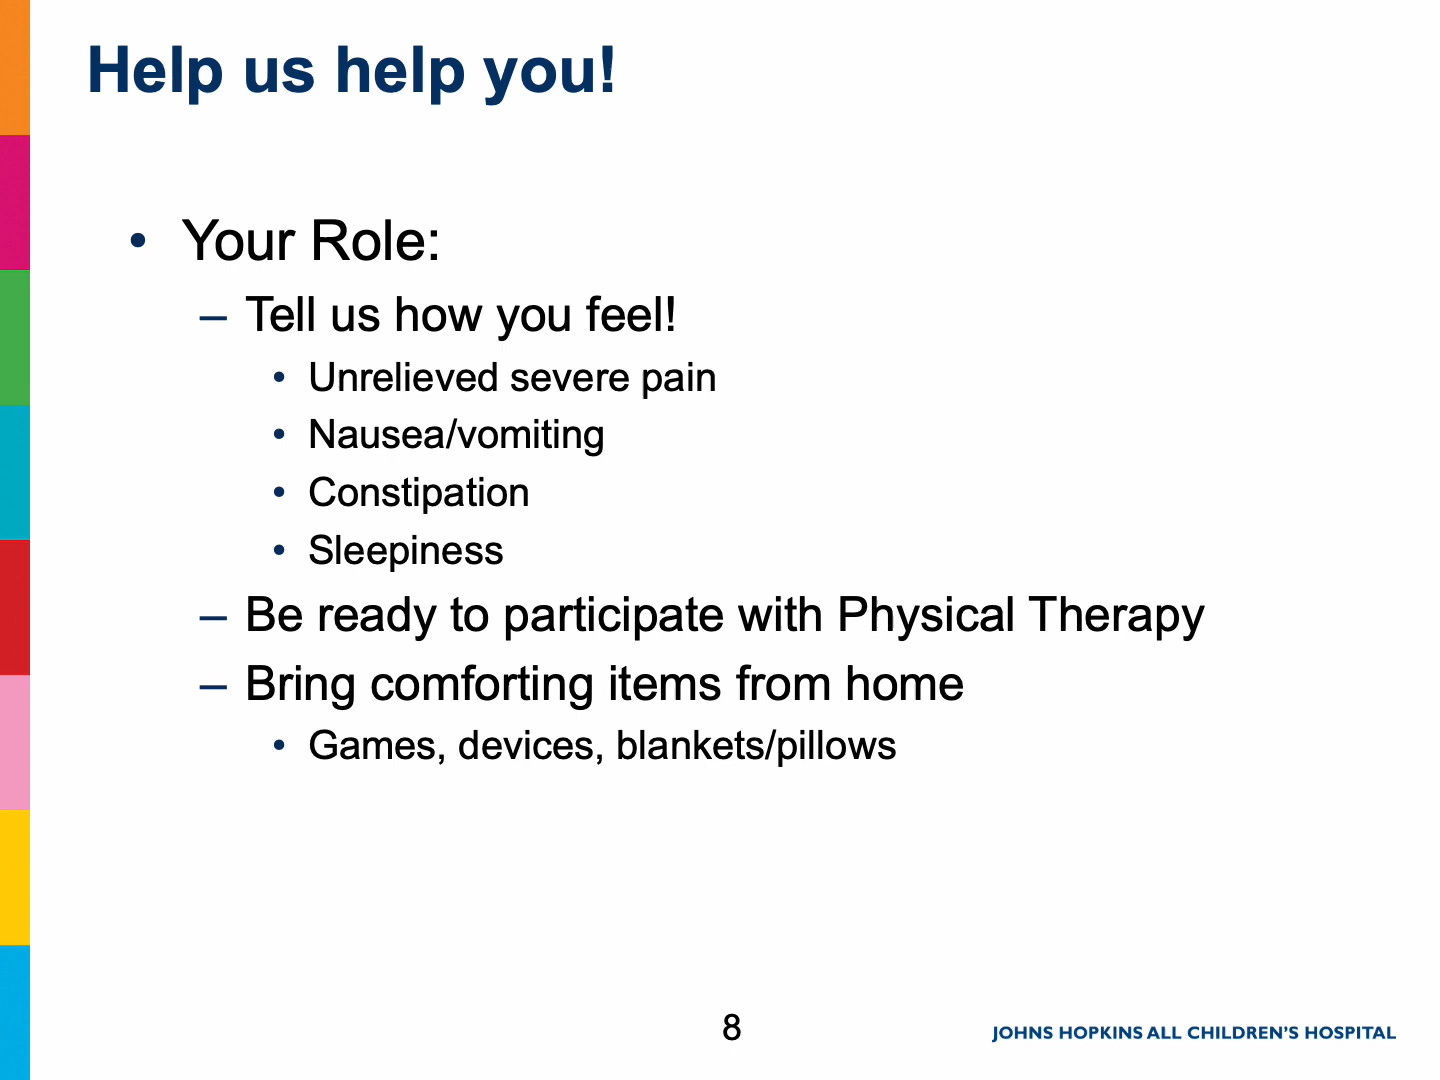 Help us help you!
• Your Role:
– Tell us how you feel!
• Unrelieved severe pain
• Nausea/vomiting
• Constipation
• Sleepiness
– Be ready to participate with Physical Therapy
– Bring comforting items from home
• Games, devices, blankets/pillows
8
JOHNS HOPKINS ALL CHILDREN'S HOSPITAL